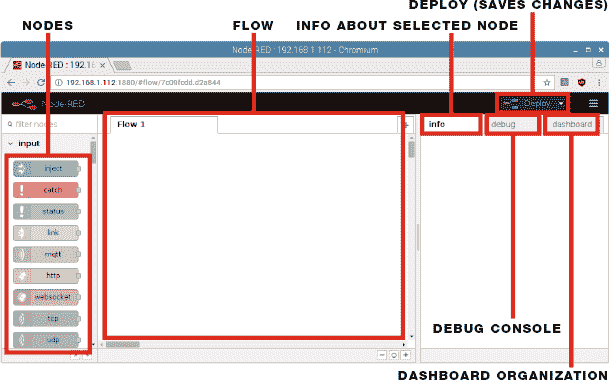 DEPLOY (SAVES CHANGES)
NODES
FLOW
INFO ABOUT SELECTED NODE
Node-RED : 192.168.1.112 - Chromium
Node-RED : 192.1
192.168.1.112:1880/#flow/7c09fcdd.d2a844
Node-RED
Deploy
filter nodes
Flow 1
info
debug
dashboard
input
inject
catch
status
link
mqtt
http
websocket
tcp
udp
DEBUG CONSOLE
DASHBOARD ORGANIZATION